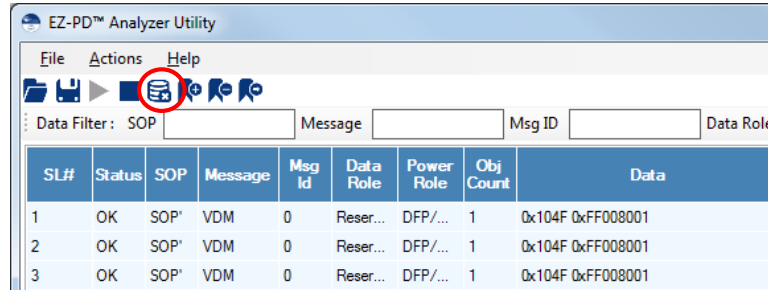 EZ-PD™ Analyzer Utility
File Actions Help
Data Filter: SOP Message Msg ID Data Role
SL# Status SOP Message Msg Id Data Role Power Role Obj Count Data
1 OK SOP' VDM 0 Reser... DFP/... 1 0x104F 0xFF008001
2 OK SOP' VDM 0 Reser... DFP/... 1 0x104F 0xFF008001
3 OK SOP' VDM 0 Reser... DFP/... 1 0x104F 0xFF008001